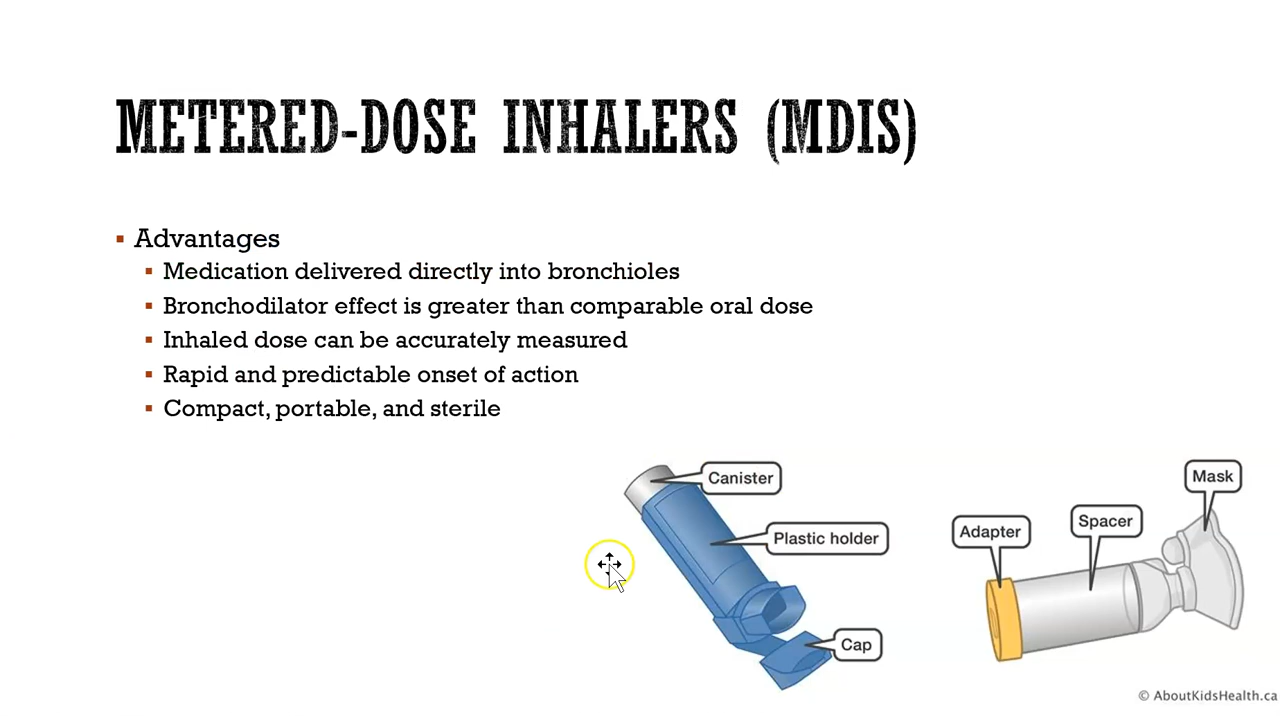 METERED-DOSE INHALERS (MDIS)
Advantages
Medication delivered directly into bronchioles
Bronchodilator effect is greater than comparable oral dose
Inhaled dose can be accurately measured
Rapid and predictable onset of action
Compact, portable, and sterile
Canister
Plastic holder
Cap
Adapter
Spacer
Mask
© AboutKidsHealth.ca